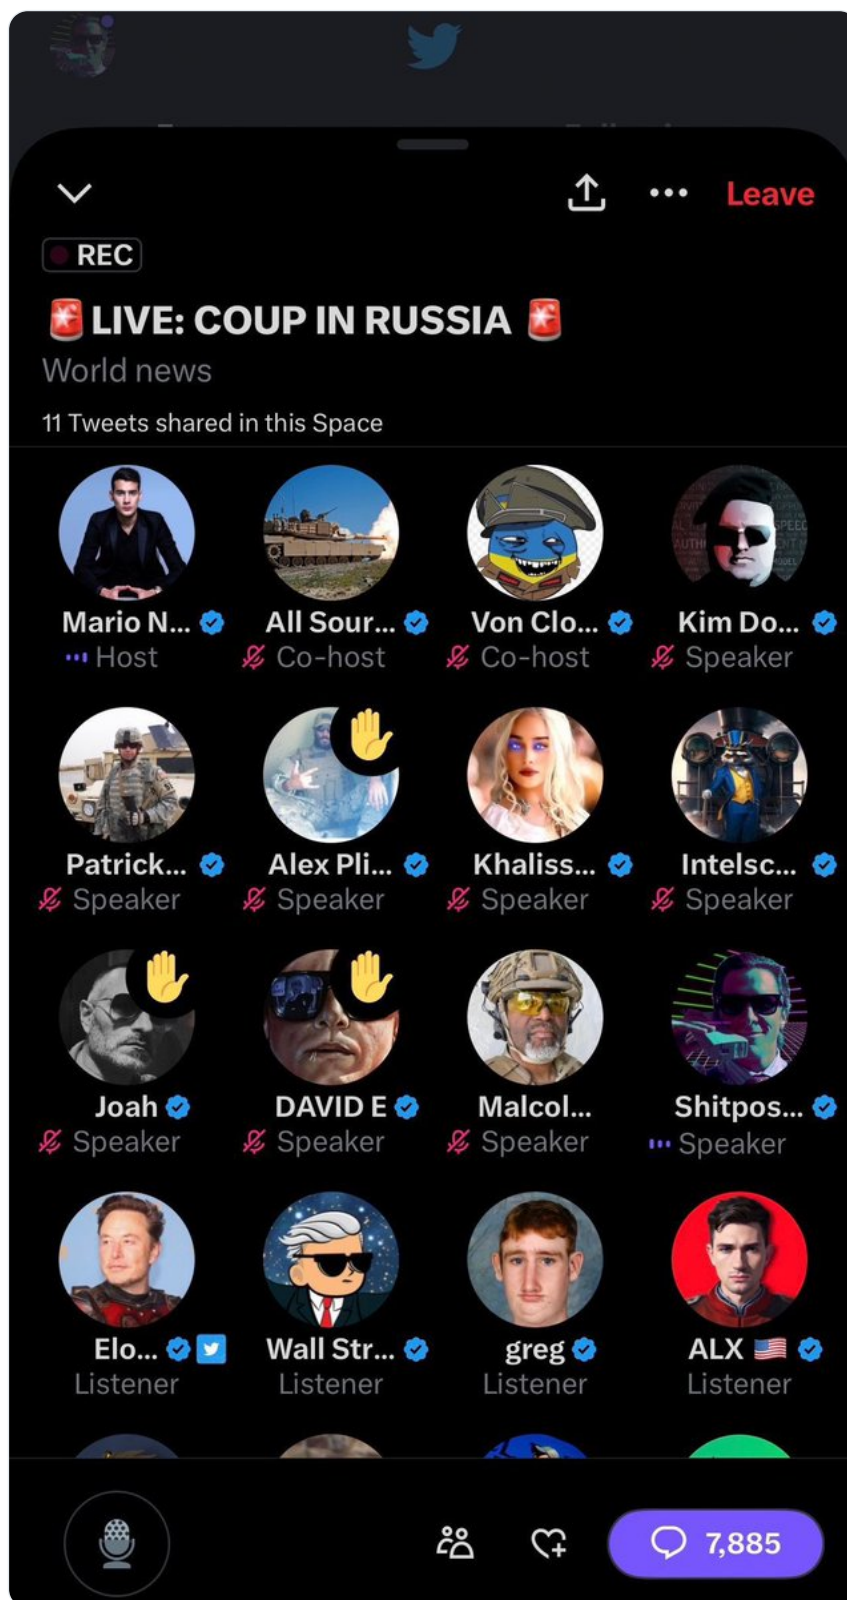 Leave
REC
🚨LIVE: COUP IN RUSSIA 🚨
World news
11 Tweets shared in this Space
Mario N... All Sour... Von Clo... Kim Do...
Host Co-host Co-host Speaker
Patrick... Alex Pli... Khaliss... Intelsc...
Speaker Speaker Speaker Speaker
Joah DAVID E Malcol... Shitpos...
Speaker Speaker Speaker Speaker
Elo... Wall Str... greg ALX 🇺🇸
Listener Listener Listener Listener
7,885